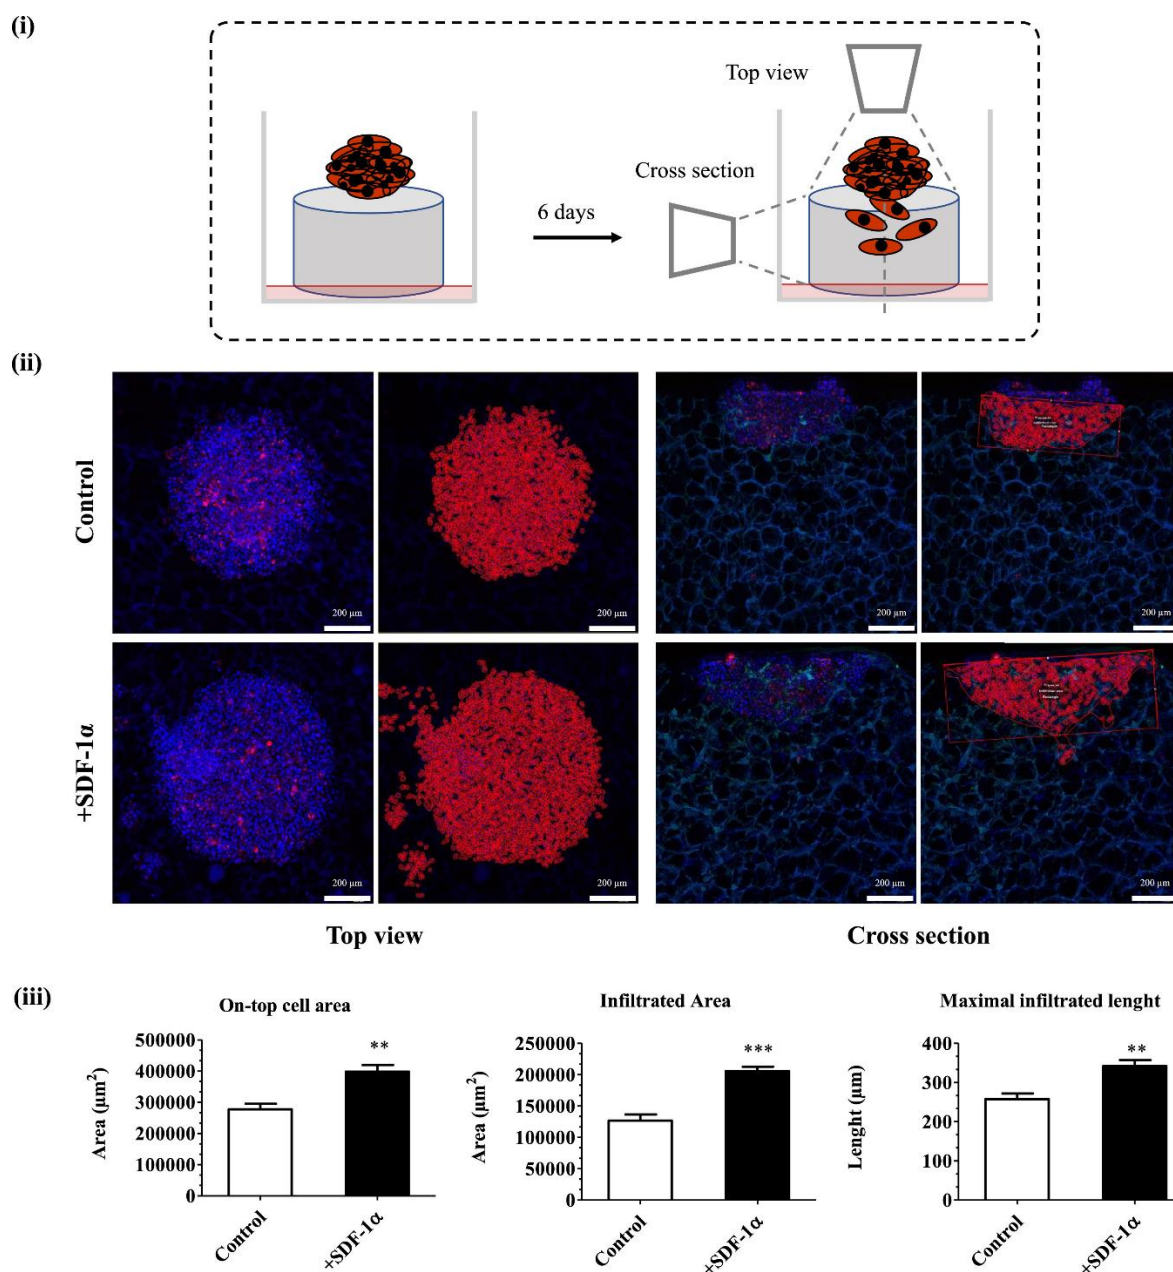 (i)
Top view
Cross section
6 days
(ii)
Control
200 µm
200 µm
200 µm
200 µm
+SDF-1α
200 µm
200 µm
200 µm
200 µm
Top view
Cross section
(iii)
On-top cell area
Area (µm²)
500000
400000
300000
200000
100000
0
**
Control
+SDF-1α
Infiltrated Area
Area (µm²)
250000
200000
150000
100000
50000
0
***
Control
+SDF-1α
Maximal infiltrated lenght
Lenght (µm)
400
300
200
100
0
**
Control
+SDF-1α